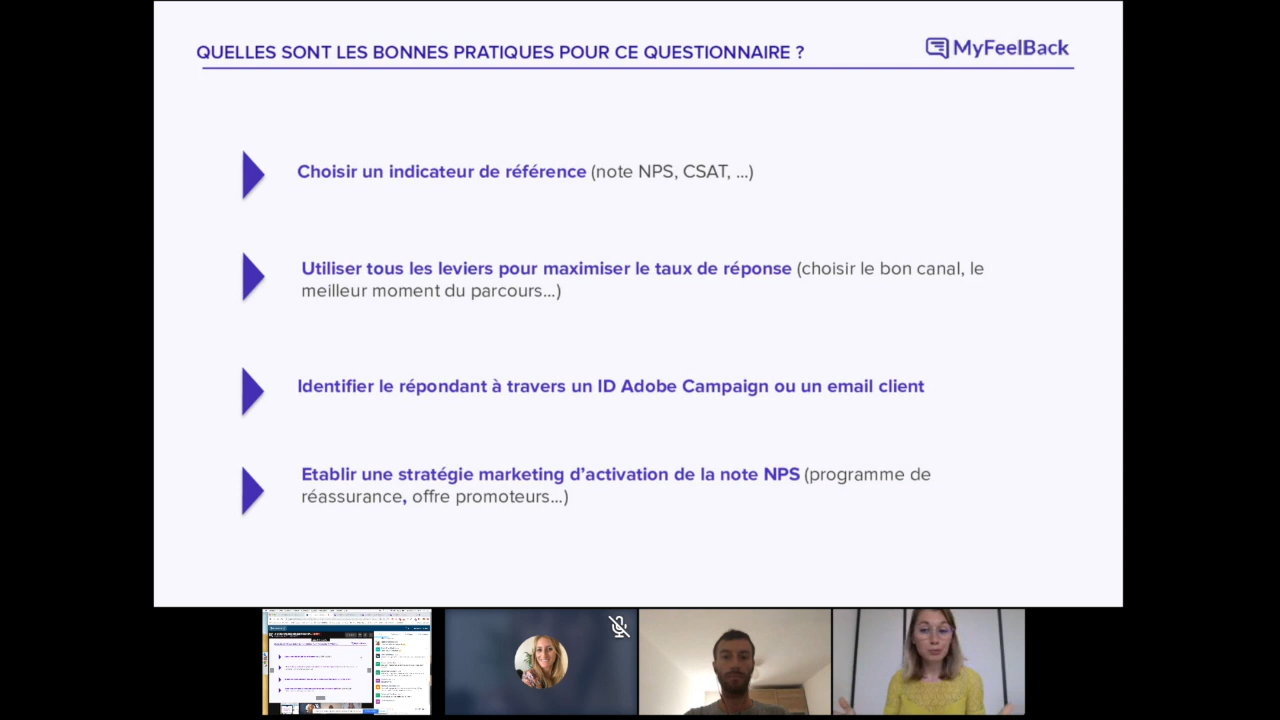 QUELLES SONT LES BONNES PRATIQUES POUR CE QUESTIONNAIRE ?
MyFeelBack
Choisir un indicateur de référence (note NPS, CSAT, ...)
Utiliser tous les leviers pour maximiser le taux de réponse (choisir le bon canal, le
meilleur moment du parcours...)
Identifier le répondant à travers un ID Adobe Campaign ou un email client
Etablir une stratégie marketing d’activation de la note NPS (programme de
réassurance, offre promoteurs...)